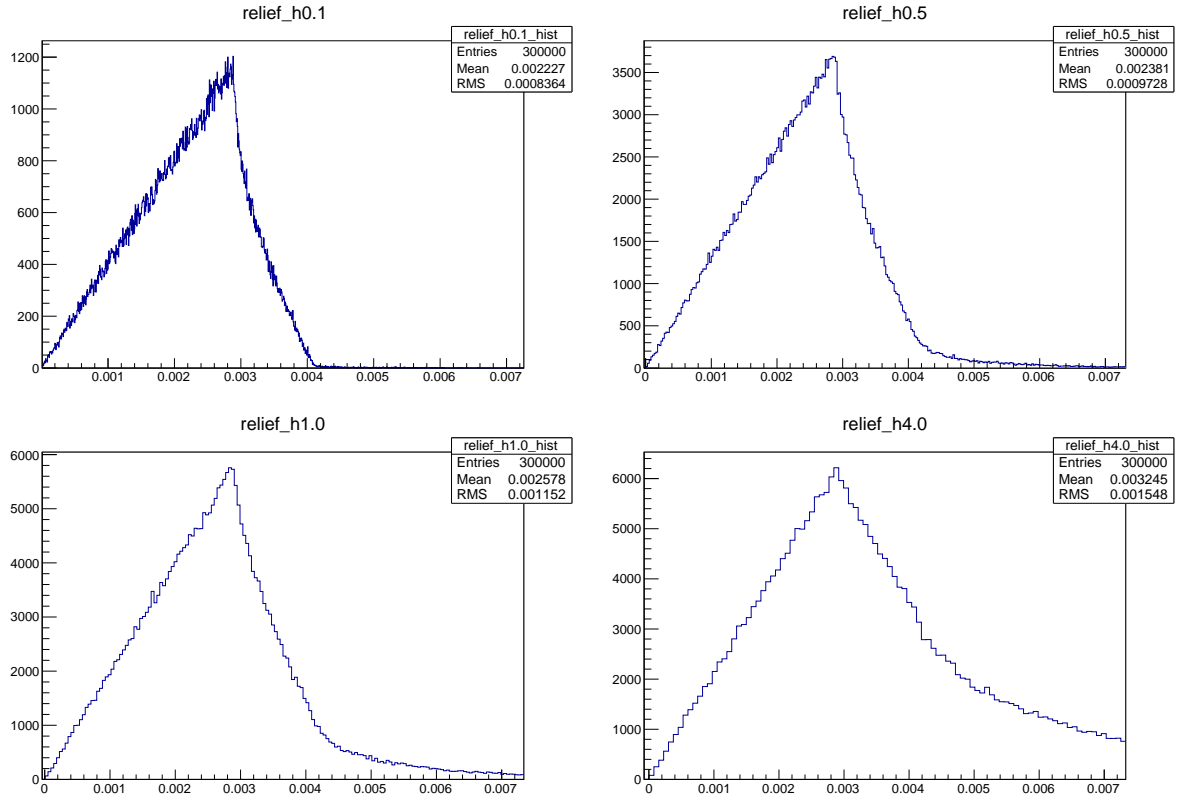 relief_h0.1
relief_h0.1_hist
Entries 300000
Mean 0.002227
RMS 0.0008364
1200
1000
800
600
400
200
0
0.001 0.002 0.003 0.004 0.005 0.006 0.007
relief_h0.5
relief_h0.5_hist
Entries 300000
Mean 0.002381
RMS 0.0009728
3500
3000
2500
2000
1500
1000
500
0
0 0.001 0.002 0.003 0.004 0.005 0.006 0.007
relief_h1.0
relief_h1.0_hist
Entries 300000
Mean 0.002578
RMS 0.001152
6000
5000
4000
3000
2000
1000
0
0 0.001 0.002 0.003 0.004 0.005 0.006 0.007
relief_h4.0
relief_h4.0_hist
Entries 300000
Mean 0.003245
RMS 0.001548
6000
5000
4000
3000
2000
1000
0
0 0.001 0.002 0.003 0.004 0.005 0.006 0.007